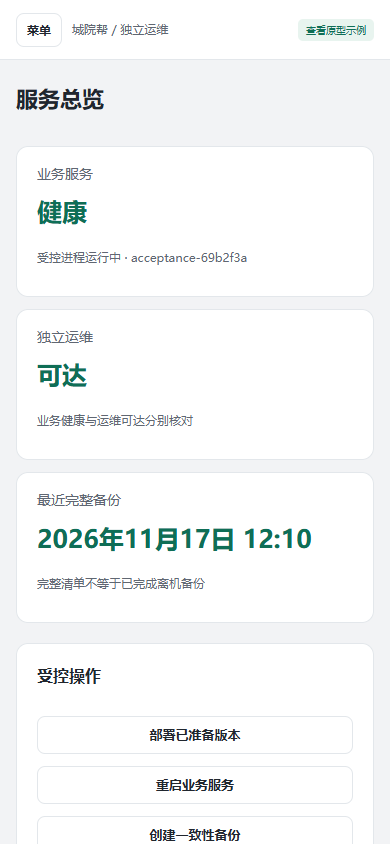 菜单
城院帮 / 独立运维
查看原型示例
服务总览
业务服务
健康
受控进程运行中 · acceptance-69b2f3a
独立运维
可达
业务健康与运维可达分别核对
最近完整备份
2026年11月17日 12:10
完整清单不等于已完成离机备份
受控操作
部署已准备版本
重启业务服务
创建一致性备份